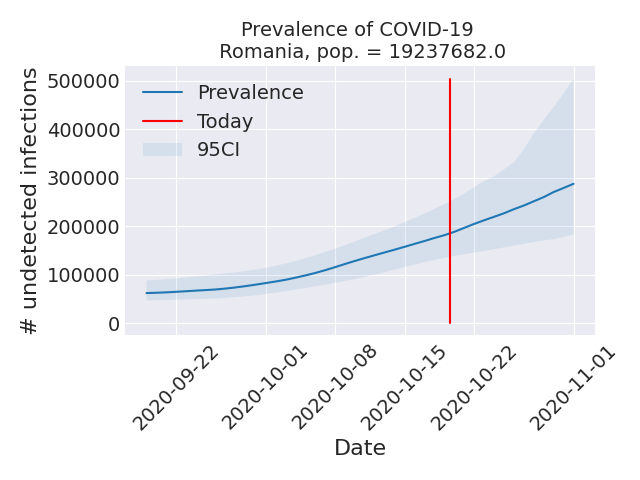 Prevalence of COVID-19
Romania, pop. = 19237682.0
# undetected infections
500000
400000
300000
200000
100000
0
Prevalence
Today
95CI
2020-09-22
2020-10-01
2020-10-08
2020-10-15
2020-10-22
2020-11-01
Date